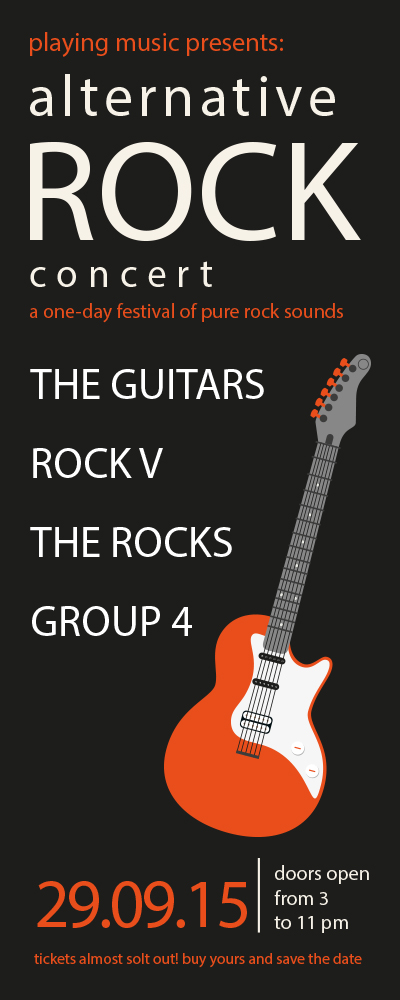 playing music presents:
alternative
ROCK
concert
a one-day festival of pure rock sounds
THE GUITARS
ROCK V
THE ROCKS
GROUP 4
29.09.15
doors open
from 3
to 11 pm
tickets almost solt out! buy yours and save the date